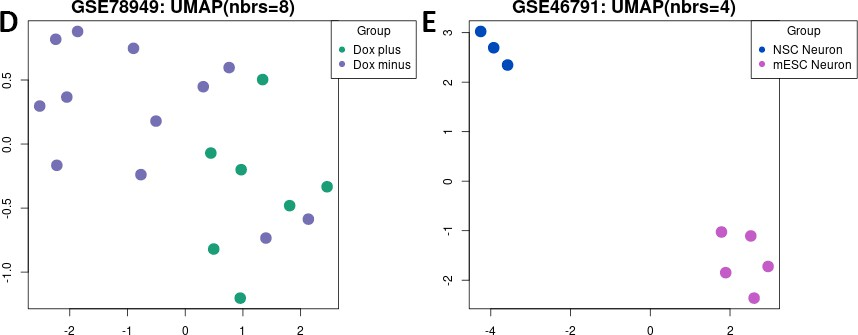 D
GSE78949: UMAP(nbrs=8)
Group
Dox plus
Dox minus
0.5
0.0
-0.5
-1.0
-2 -1 0 1 2
E
GSE46791: UMAP(nbrs=4)
Group
NSC Neuron
mESC Neuron
3
2
1
0
-1
-2
-4 -2 0 2